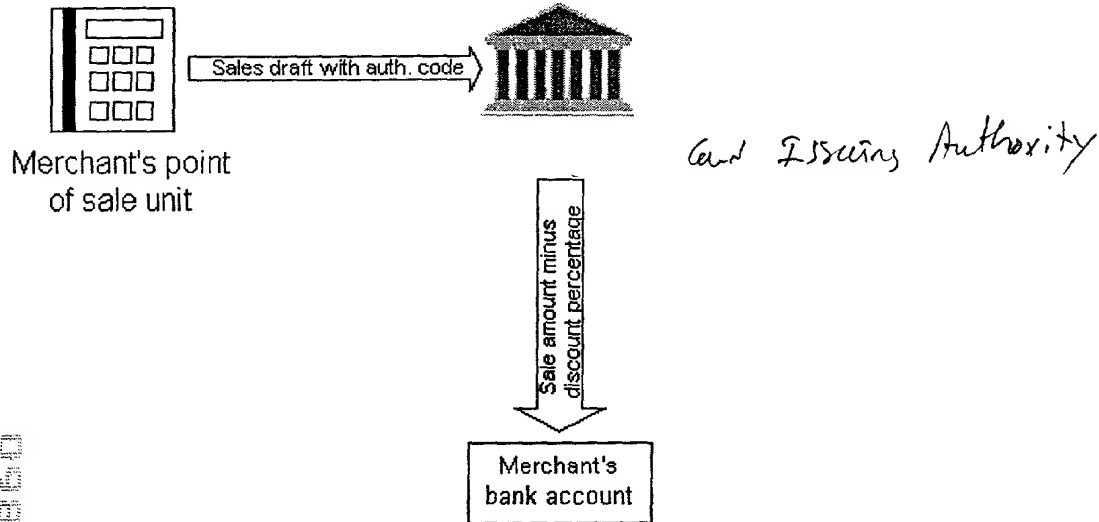 Sales draft with auth. code
Merchant's point
of sale unit
Card Issuing Authority
Sale amount minus
discount percentage
Merchant's
bank account